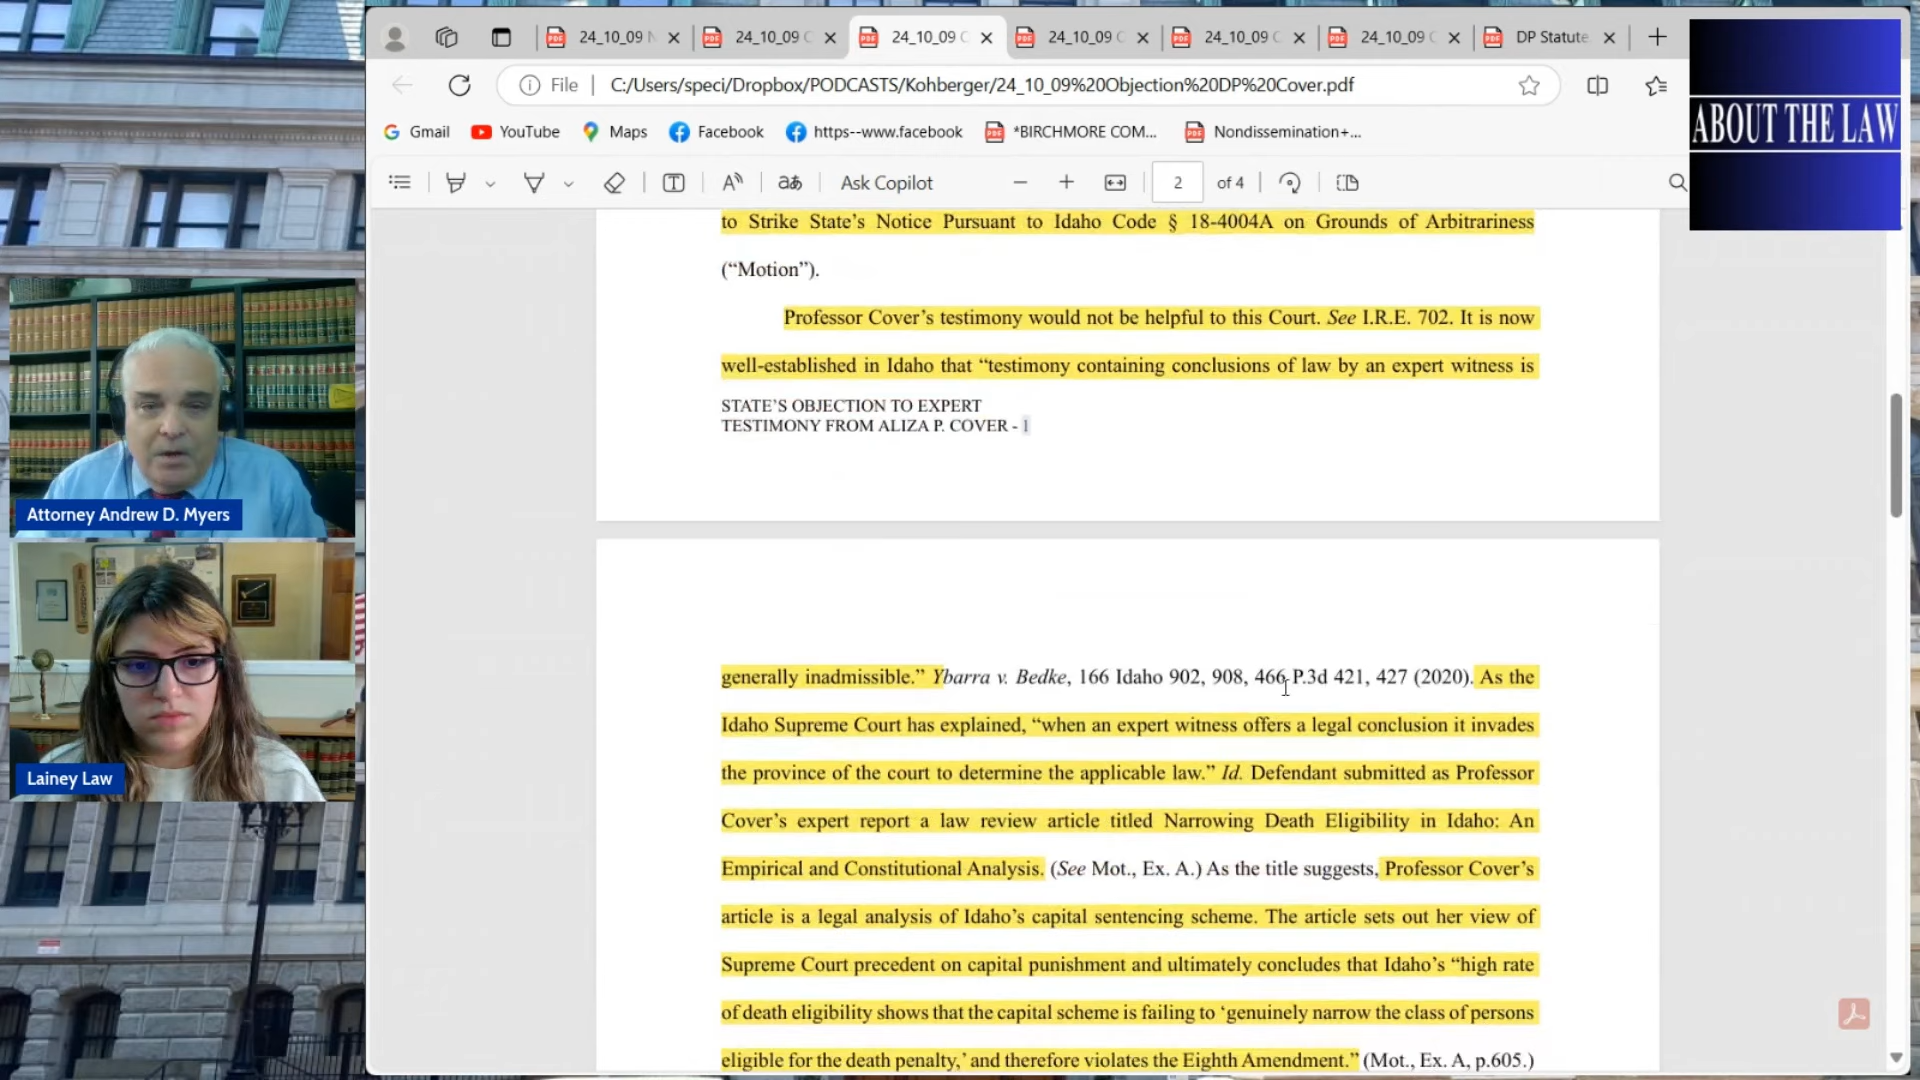 24_10_09 N
24_10_09 C
24_10_09 C
24_10_09 C
24_10_09 C
24_10_09 C
DP Statute
File
C:/Users/speci/Dropbox/PODCASTS/Kohberger/24_10_09%20Objection%20DP%20Cover.pdf
ABOUT THE LAW
Gmail
YouTube
Maps
Facebook
https--www.facebook
*BIRCHMORE COM...
Nondissemination+...
Ask Copilot
2
of 4
to Strike State’s Notice Pursuant to Idaho Code § 18-4004A on Grounds of Arbitrariness
(“Motion”).
Professor Cover’s testimony would not be helpful to this Court. See I.R.E. 702. It is now
well-established in Idaho that “testimony containing conclusions of law by an expert witness is
STATE’S OBJECTION TO EXPERT
TESTIMONY FROM ALIZA P. COVER - 1
generally inadmissible.” Ybarra v. Bedke, 166 Idaho 902, 908, 466 P.3d 421, 427 (2020). As the
Idaho Supreme Court has explained, “when an expert witness offers a legal conclusion it invades
the province of the court to determine the applicable law.” Id. Defendant submitted as Professor
Cover’s expert report a law review article titled Narrowing Death Eligibility in Idaho: An
Empirical and Constitutional Analysis. (See Mot., Ex. A.) As the title suggests, Professor Cover’s
article is a legal analysis of Idaho’s capital sentencing scheme. The article sets out her view of
Supreme Court precedent on capital punishment and ultimately concludes that Idaho’s “high rate
of death eligibility shows that the capital scheme is failing to ‘genuinely narrow the class of persons
eligible for the death penalty,’ and therefore violates the Eighth Amendment.” (Mot., Ex. A, p.605.)
Attorney Andrew D. Myers
Lainey Law